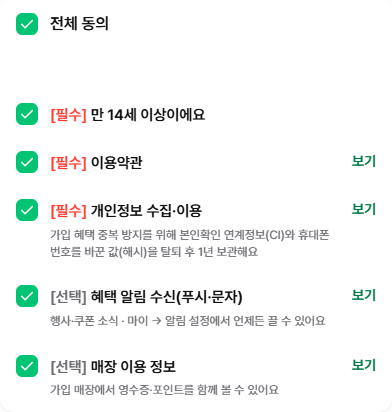 전체 동의
[필수] 만 14세 이상이에요
[필수] 이용약관 보기
[필수] 개인정보 수집·이용 보기
가입 혜택 중복 방지를 위해 본인확인 연계정보(CI)와 휴대폰
번호를 바꾼 값(해시)을 탈퇴 후 1년 보관해요
[선택] 혜택 알림 수신(푸시·문자) 보기
행사·쿠폰 소식 · 마이 → 알림 설정에서 언제든 끌 수 있어요
[선택] 매장 이용 정보 보기
가입 매장에서 영수증·포인트를 함께 볼 수 있어요